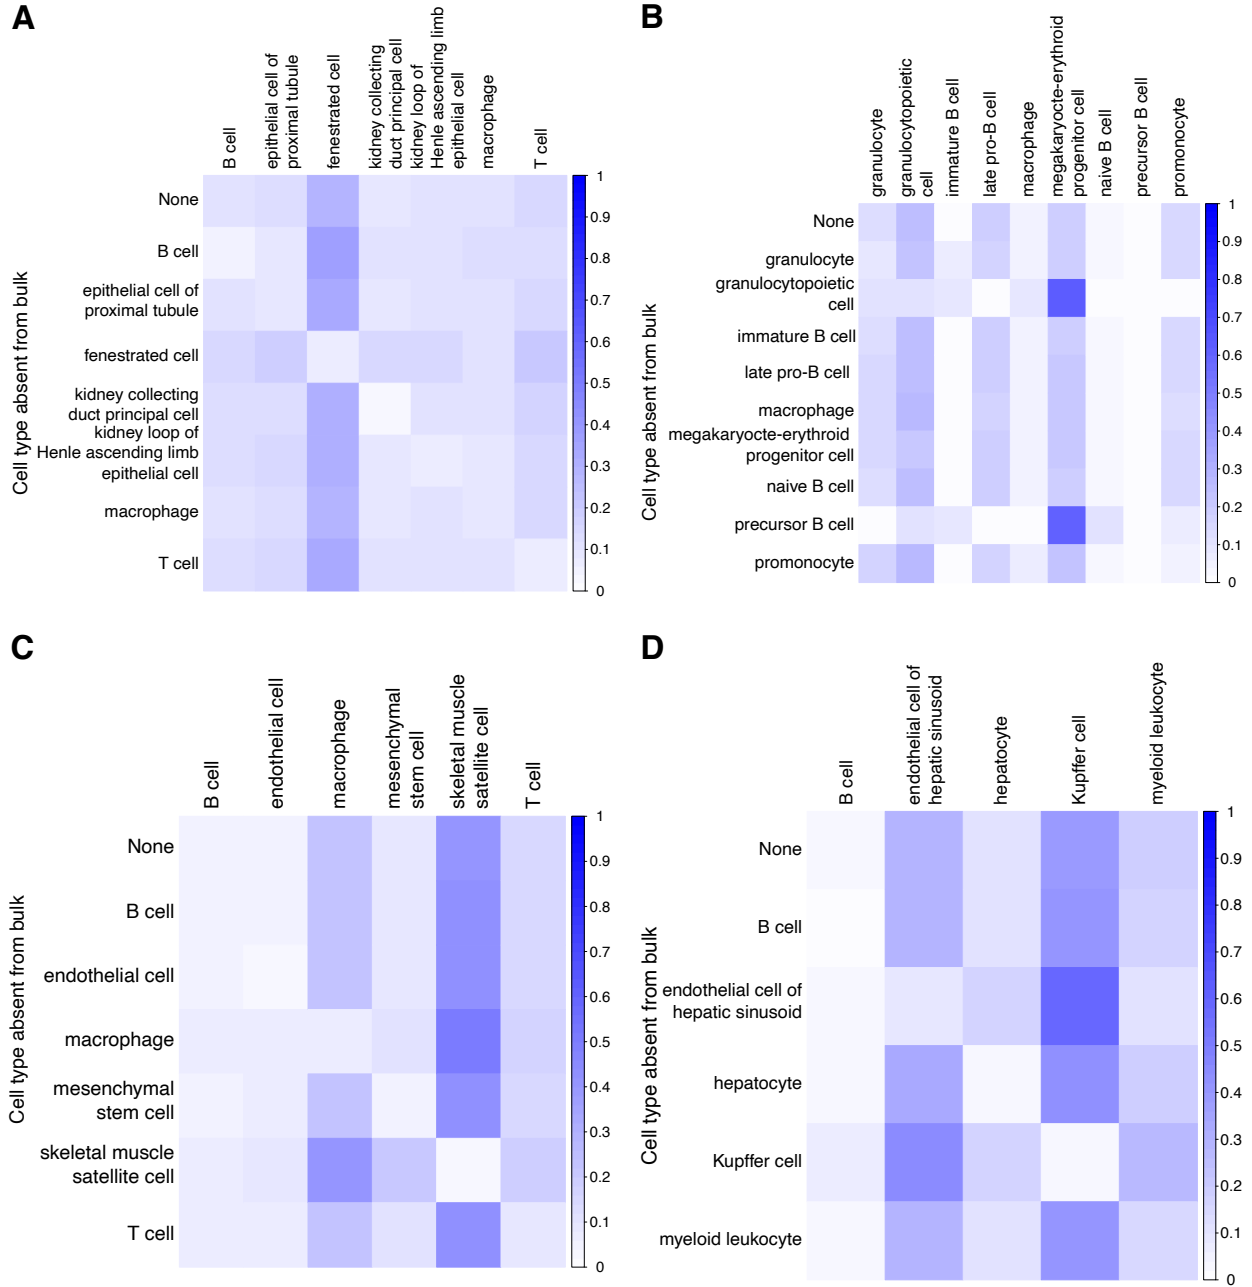 A
B cell
epithelial cell of
proximal tubule
fenestrated cell
kidney collecting
duct principal cell
kidney loop of
Henle ascending limb
epithelial cell
macrophage
T cell
Cell type absent from bulk
None
B cell
epithelial cell of
proximal tubule
fenestrated cell
kidney collecting
duct principal cell
kidney loop of
Henle ascending limb
epithelial cell
macrophage
T cell
1
0.9
0.8
0.7
0.6
0.5
0.4
0.3
0.2
0.1
0
B
granulocyte
granulocytopoietic
cell
immature B cell
late pro-B cell
macrophage
megakaryocte-erythroid
progenitor cell
naive B cell
precursor B cell
promonocyte
Cell type absent from bulk
None
granulocyte
granulocytopoietic
cell
immature B cell
late pro-B cell
macrophage
megakaryocte-erythroid
progenitor cell
naive B cell
precursor B cell
promonocyte
1
0.9
0.8
0.7
0.6
0.5
0.4
0.3
0.2
0.1
0
C
B cell
endothelial cell
macrophage
mesenchymal
stem cell
skeletal muscle
satellite cell
T cell
Cell type absent from bulk
None
B cell
endothelial cell
macrophage
mesenchymal
stem cell
skeletal muscle
satellite cell
T cell
1
0.9
0.8
0.7
0.6
0.5
0.4
0.3
0.2
0.1
0
D
B cell
endothelial cell of
hepatic sinusoid
hepatocyte
Kupffer cell
myeloid leukocyte
Cell type absent from bulk
None
B cell
endothelial cell of
hepatic sinusoid
hepatocyte
Kupffer cell
myeloid leukocyte
1
0.9
0.8
0.7
0.6
0.5
0.4
0.3
0.2
0.1
0